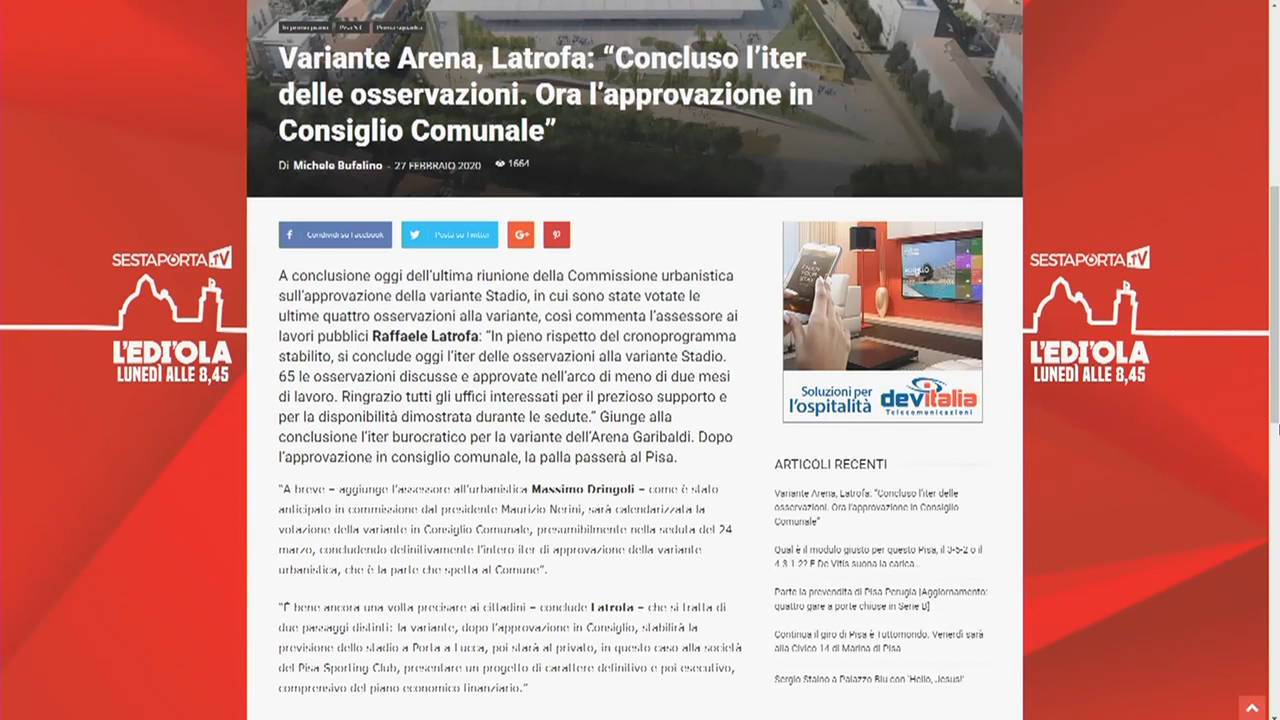 In primo piano Pisa S.C. Prima squadra
Variante Arena, Latrofa: “Concluso l’iter
delle osservazioni. Ora l’approvazione in
Consiglio Comunale”
Di Michele Bufalino - 27 FEBBRAIO 2020 1664
Condividi su Facebook Posta su Twitter G+
A conclusione oggi dell’ultima riunione della Commissione urbanistica
sull’approvazione della variante Stadio, in cui sono state votate le
ultime quattro osservazioni alla variante, così commenta l’assessore ai
lavori pubblici Raffaele Latrofa: “In pieno rispetto del cronoprogramma
stabilito, si conclude oggi l’iter delle osservazioni alla variante Stadio.
65 le osservazioni discusse e approvate nell’arco di meno di due mesi
di lavoro. Ringrazio tutti gli uffici interessati per il prezioso supporto e
per la disponibilità dimostrata durante le sedute.” Giunge alla
conclusione l’iter burocratico per la variante dell’Arena Garibaldi. Dopo
l’approvazione in consiglio comunale, la palla passerà al Pisa.
“A breve – aggiunge l’assessore all’urbanistica Massimo Dringoli – come è stato
anticipato in commissione dal presidente Maurizio Nerini, sarà calendarizzata la
votazione della variante in Consiglio Comunale, presumibilmente nella seduta del 24
marzo, concludendo definitivamente l’intero iter di approvazione della variante
urbanistica, che è la parte che spetta al Comune”.
“È bene ancora una volta precisare ai cittadini – conclude Latrofa – che si tratta di
due passaggi distinti: la variante, dopo l’approvazione in Consiglio, stabilirà la
previsione dello stadio a Porta a Lucca, poi starà al privato, in questo caso alla società
del Pisa Sporting Club, presentare un progetto di carattere definitivo e poi esecutivo,
comprensivo del piano economico finanziario.”
ENJOY YOUR STAY
Soluzioni per
l’ospitalità
devitalia
Telecomunicazioni
ARTICOLI RECENTI
Variante Arena, Latrofa: “Concluso l’iter delle
osservazioni. Ora l’approvazione in Consiglio
Comunale”
Qual è il modulo giusto per questo Pisa, il 3-5-2 o il
4-3-1-2? E De Vitis suona la carica...
Parte la prevendita di Pisa Perugia [Aggiornamento:
quattro gare a porte chiuse in Serie B]
Continua il giro di Pisa è Tuttomondo. Venerdì sarà
alla Civico 14 di Marina di Pisa
Sergio Staino a Palazzo Blu con ‘Hello, Jesus!’
SESTAPORTA.TV
L’EDI’OLA
LUNEDÌ ALLE 8,45
SESTAPORTA.TV
L’EDI’OLA
LUNEDÌ ALLE 8,45